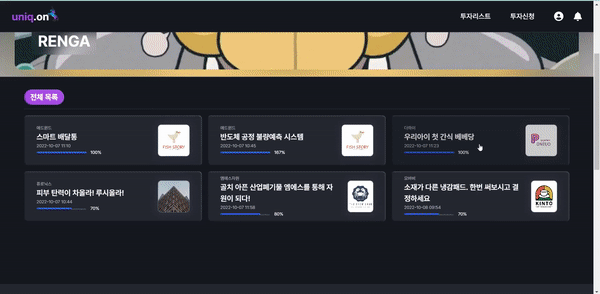 uniq.on
투자리스트
투자신청
RENGA
전체 목록
스마트 배달통
2022-10-07 11:10
100%
FISH STORY
반도체 공정 불량예측 시스템
2022-10-07 10:45
167%
FISH STORY
우리아이 첫 간식 베베당
2022-10-07 11:23
100%
피부 탄력이 차올라! 루시올라!
2022-10-07 10:44
70%
골치 아픈 산업폐기물 엠에스를 통해 자
원이 되다!
2022-10-07 11:58
80%
소재가 다른 냉감패드. 한번 써보시고 결
정하세요
2022-10-08 09:54
70%
KINTO